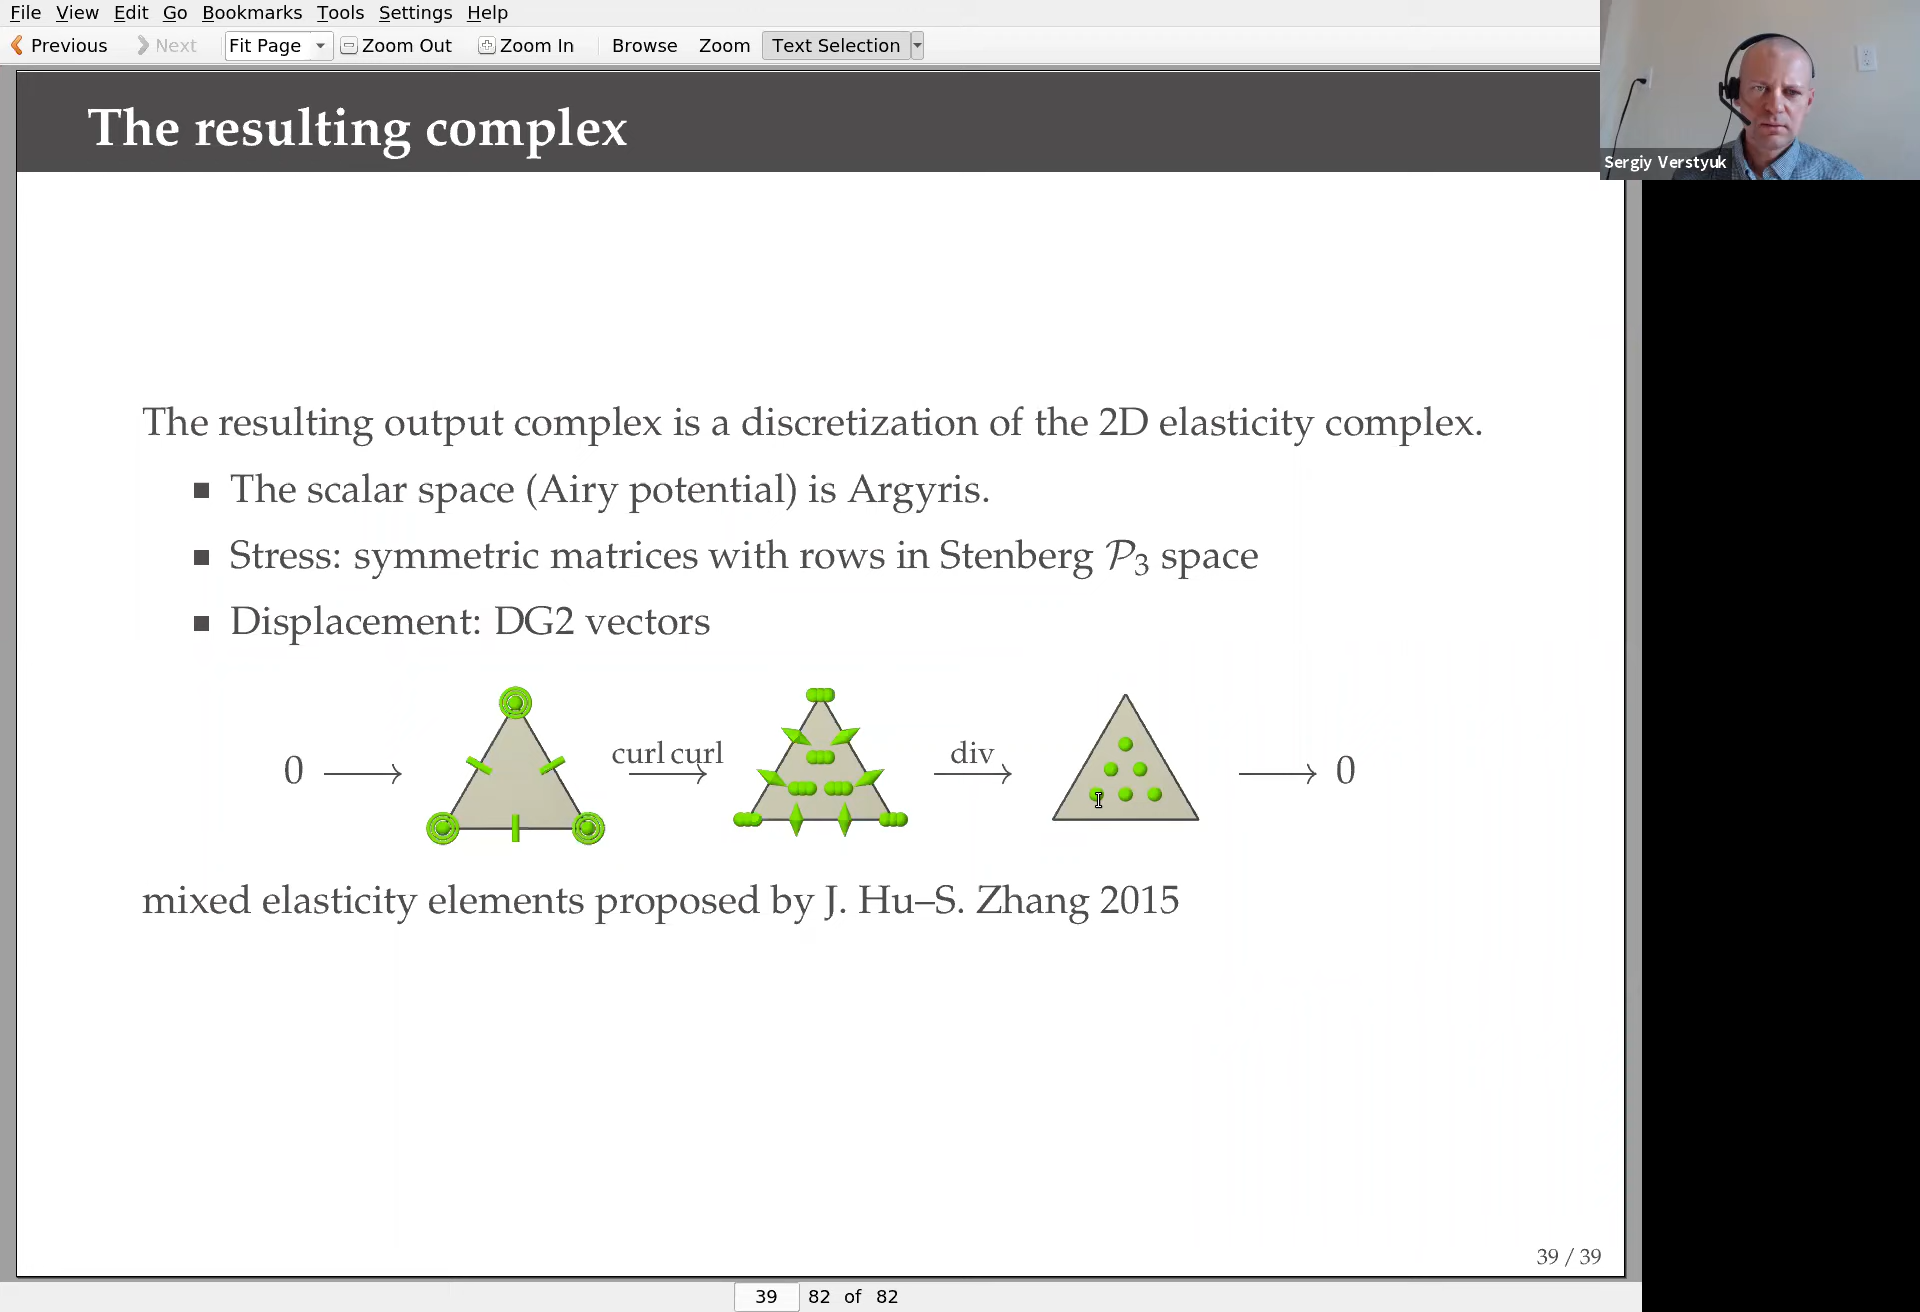 File View Edit Go Bookmarks Tools Settings Help
Previous Next Fit Page Zoom Out Zoom In Browse Zoom Text Selection
Sergiy Verstyuk
The resulting complex
The resulting output complex is a discretization of the 2D elasticity complex.
■ The scalar space (Airy potential) is Argyris.
■ Stress: symmetric matrices with rows in Stenberg 𝒫₃ space
■ Displacement: DG2 vectors
0 ⟶ curl curl ⟶ div ⟶ ⟶ 0
mixed elasticity elements proposed by J. Hu–S. Zhang 2015
39 / 39
39 82 of 82